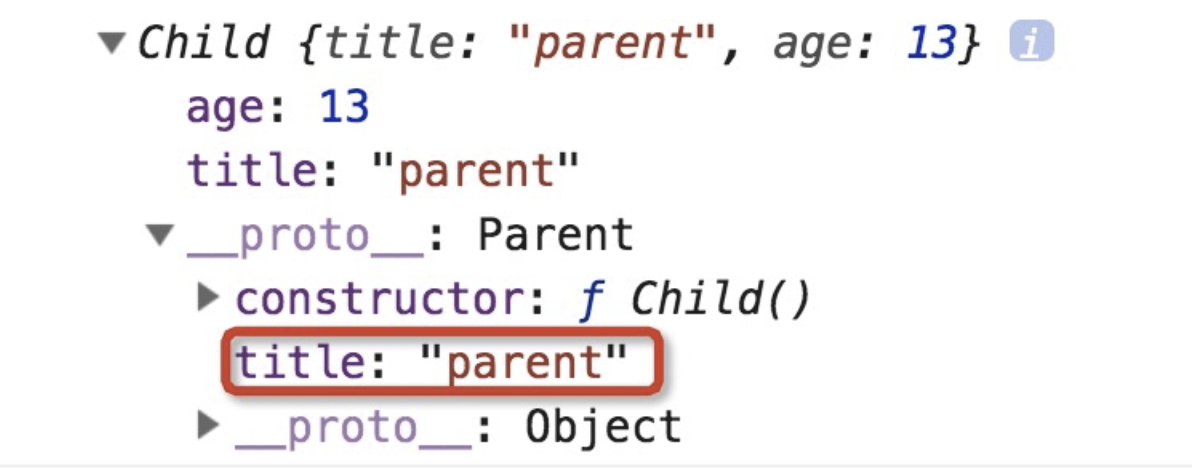 ▼Child {title: "parent", age: 13} i
age: 13
title: "parent"
▼__proto__: Parent
▶constructor: ƒ Child()
title: "parent"
▶__proto__: Object